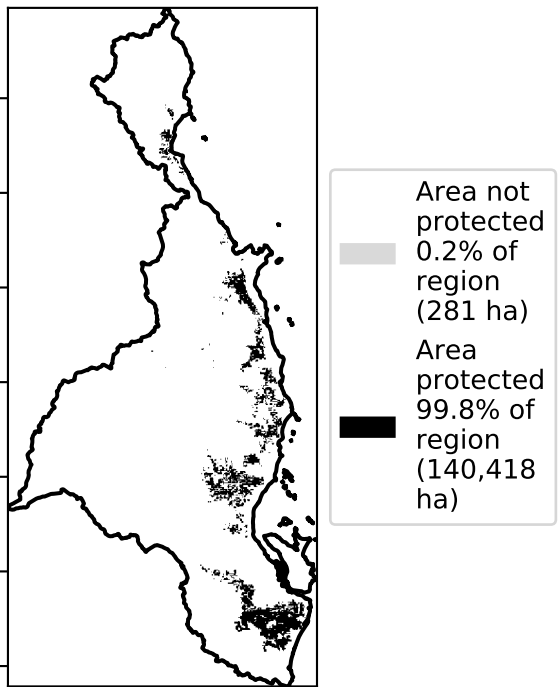 Area not
protected
0.2% of
region
(281 ha)
Area
protected
99.8% of
region
(140,418
ha)